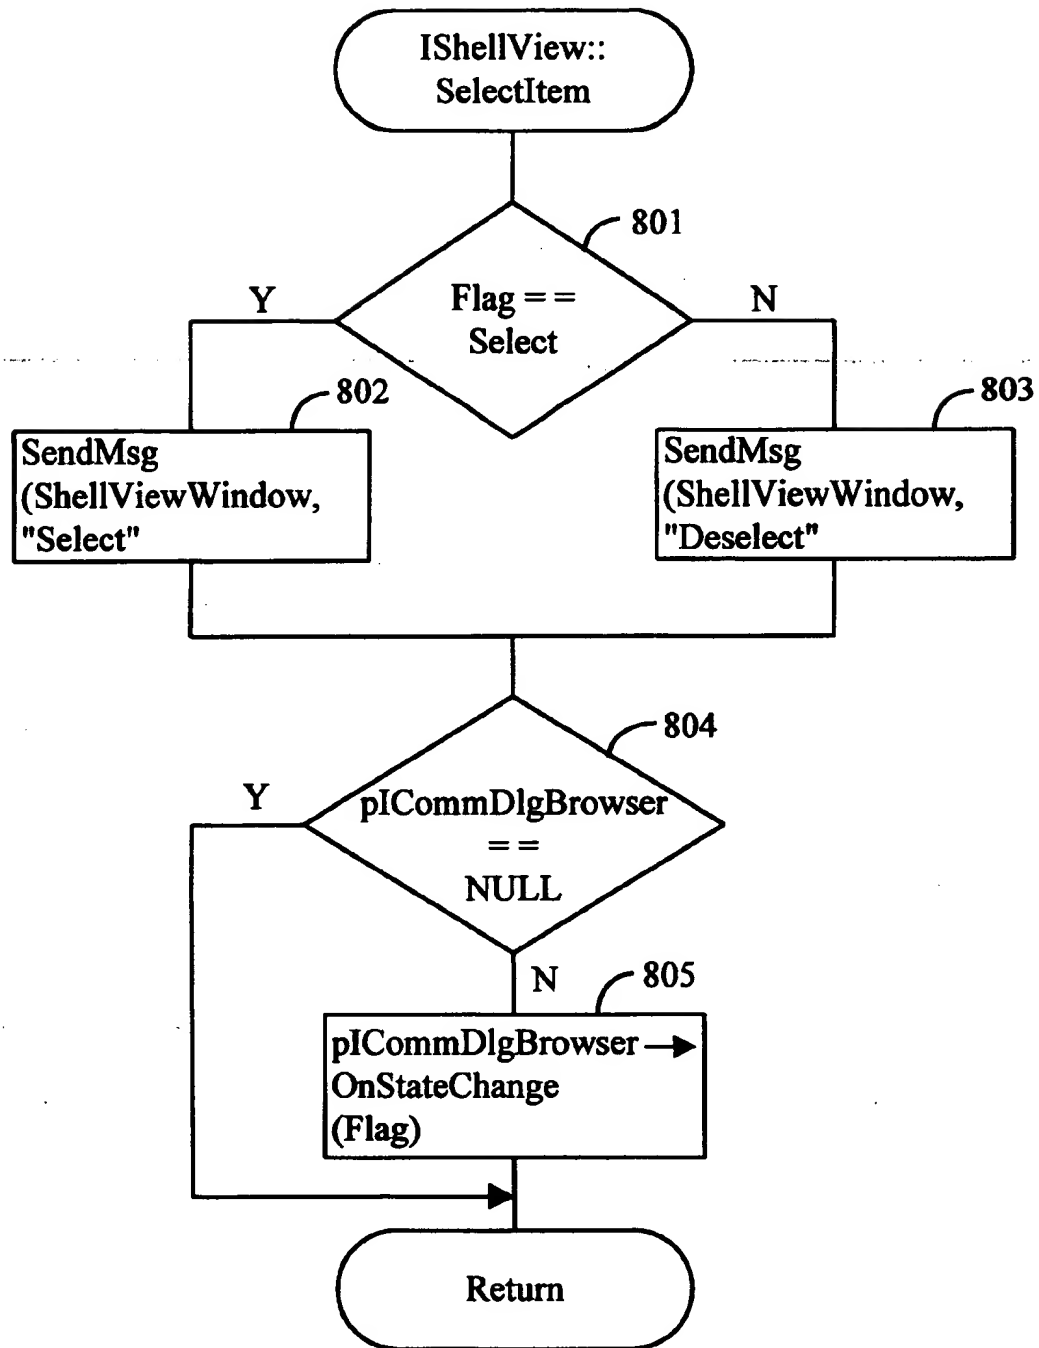 IShellView::
SelectItem
801
Flag = =
Select
Y
N
802
SendMsg
(ShellViewWindow,
"Select"
803
SendMsg
(ShellViewWindow,
"Deselect"
804
pICommDlgBrowser
= =
NULL
Y
N
805
pICommDlgBrowser→
OnStateChange
(Flag)
Return